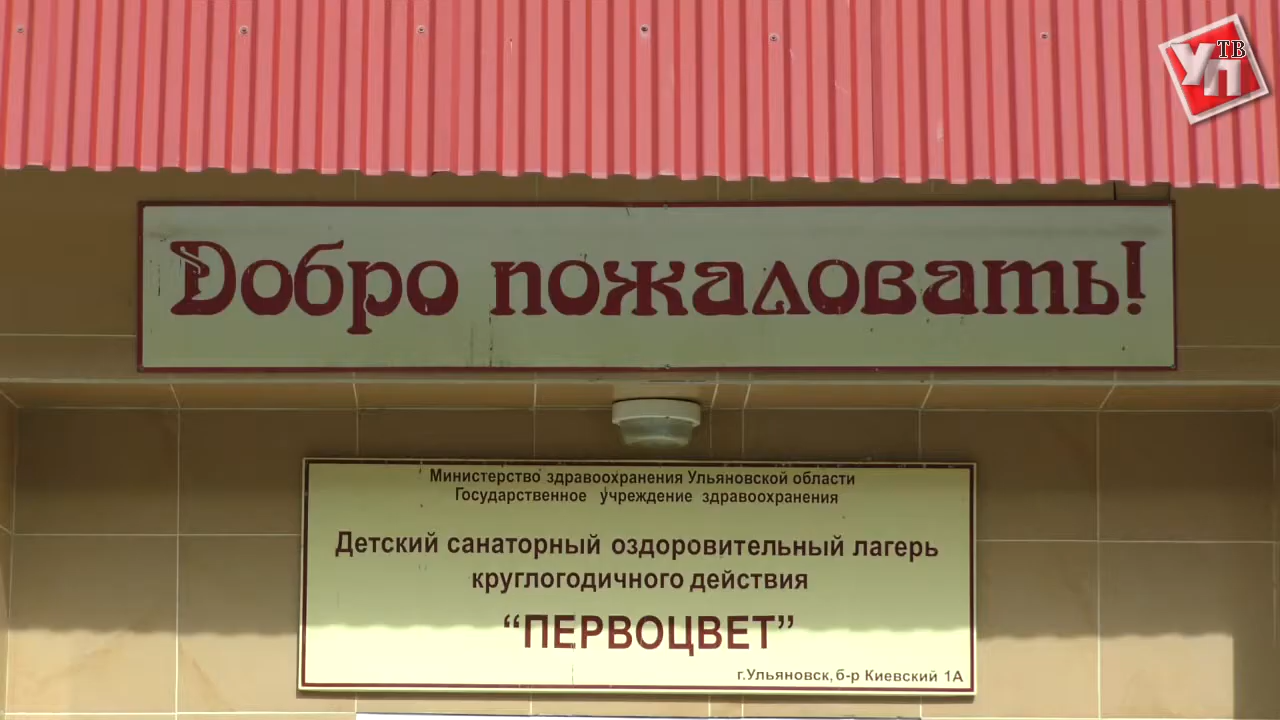 ТВ
УП
Добро пожаловать!
Министерство здравоохранения Ульяновской области
Государственное учреждение здравоохранения
Детский санаторный оздоровительный лагерь
круглогодичного действия
“ПЕРВОЦВЕТ”
г.Ульяновск, б-р Киевский 1А